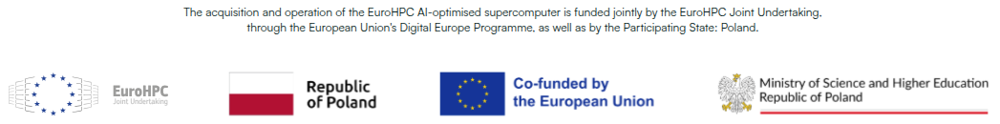 The acquisition and operation of the EuroHPC AI-optimised supercomputer is funded jointly by the EuroHPC Joint Undertaking,
through the European Union's Digital Europe Programme, as well as by the Participating State: Poland.
EuroHPC
Joint Undertaking
Republic
of Poland
Co-funded by
the European Union
Ministry of Science and Higher Education
Republic of Poland